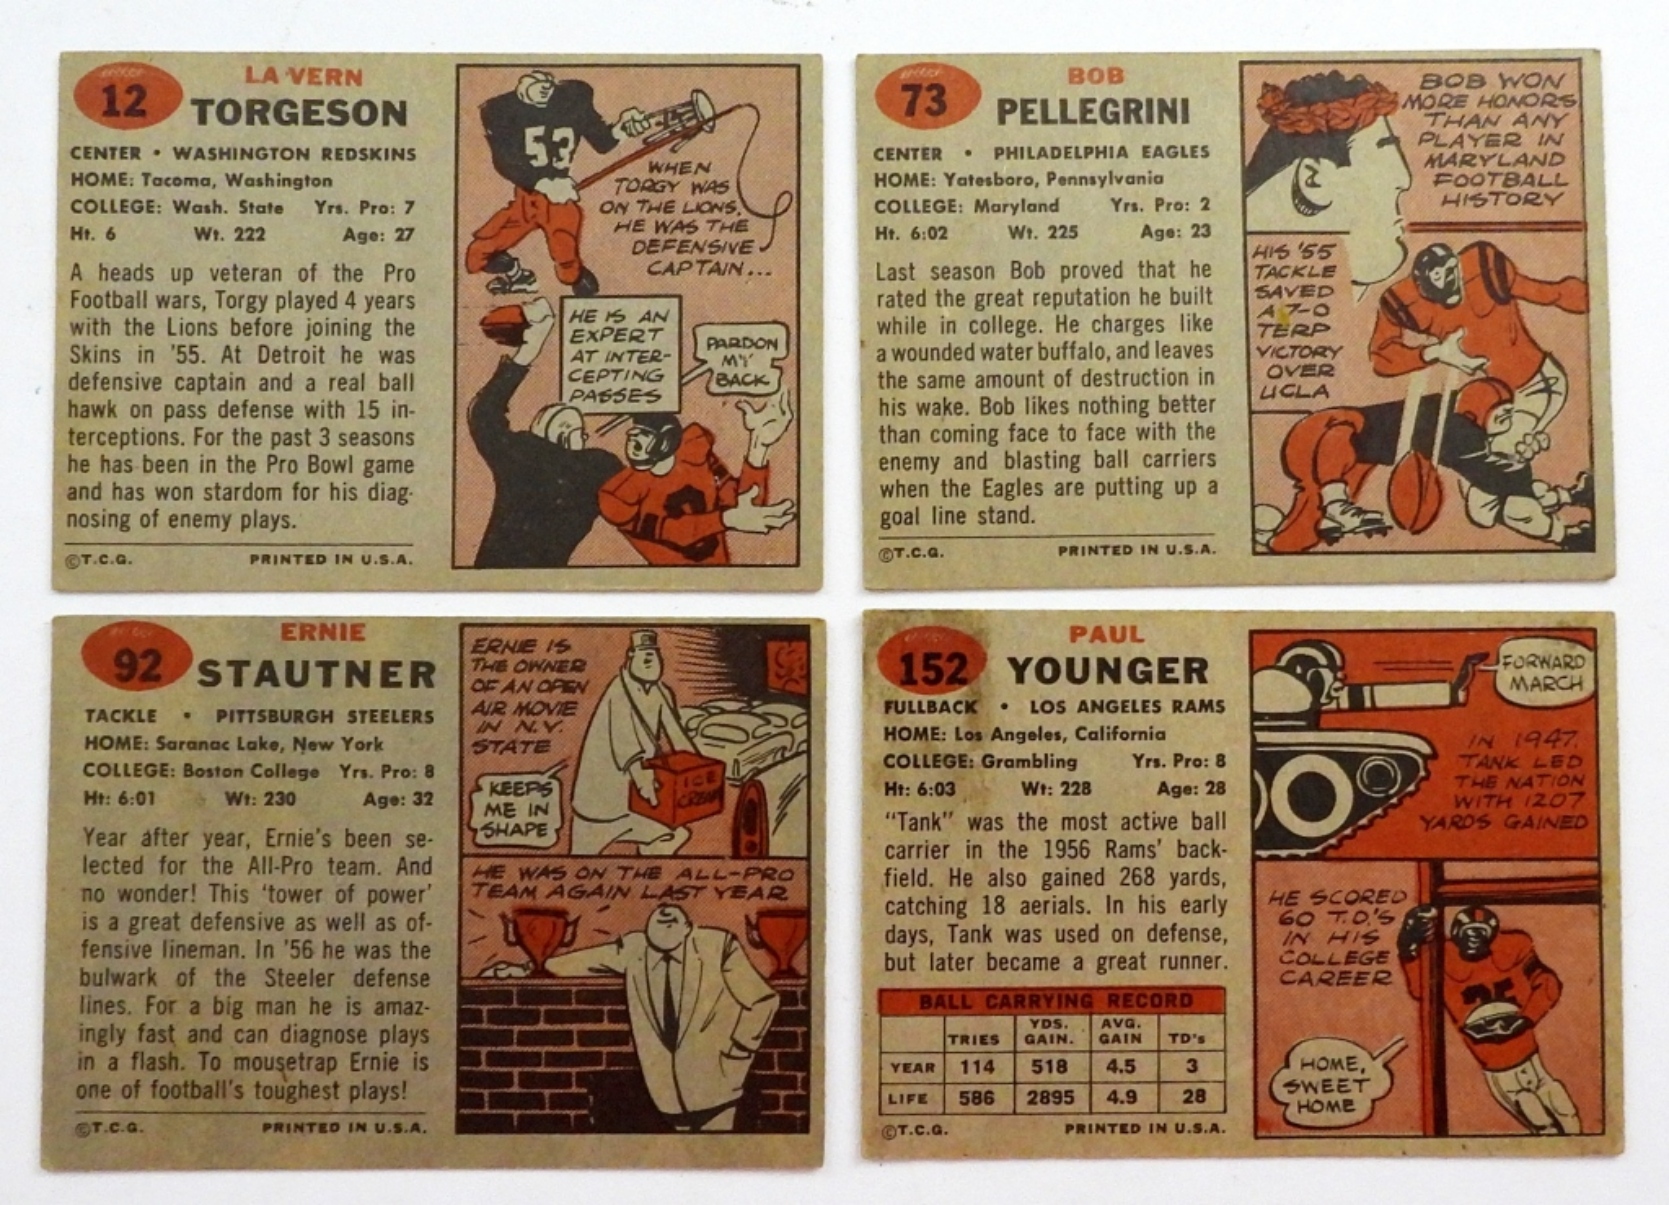 12
LA VERN
TORGESON
CENTER • WASHINGTON REDSKINS
HOME: Tacoma, Washington
COLLEGE: Wash. State Yrs. Pro: 7
Ht. 6 Wt. 222 Age: 27
A heads up veteran of the Pro
Football wars, Torgy played 4 years
with the Lions before joining the
Skins in '55. At Detroit he was
defensive captain and a real ball
hawk on pass defense with 15 in-
terceptions. For the past 3 seasons
he has been in the Pro Bowl game
and has won stardom for his diag-
nosing of enemy plays.
©T.C.G. PRINTED IN U.S.A.
53
WHEN
TORGY WAS
ON THE LIONS,
HE WAS THE
DEFENSIVE
CAPTAIN...
HE IS AN
EXPERT
AT INTER-
CEPTING
PASSES
PARDON
MY
BACK
73
BOB
PELLEGRINI
CENTER • PHILADELPHIA EAGLES
HOME: Yatesboro, Pennsylvania
COLLEGE: Maryland Yrs. Pro: 2
Ht. 6:02 Wt. 225 Age: 23
Last season Bob proved that he
rated the great reputation he built
while in college. He charges like
a wounded water buffalo, and leaves
the same amount of destruction in
his wake. Bob likes nothing better
than coming face to face with the
enemy and blasting ball carriers
when the Eagles are putting up a
goal line stand.
©T.C.G. PRINTED IN U.S.A.
BOB WON
MORE HONORS
THAN ANY
PLAYER IN
MARYLAND
FOOTBALL
HISTORY
HIS '55
TACKLE
SAVED
A 7-0
TERP
VICTORY
OVER
UCLA
92
ERNIE
STAUTNER
TACKLE • PITTSBURGH STEELERS
HOME: Saranac Lake, New York
COLLEGE: Boston College Yrs. Pro: 8
Ht: 6:01 Wt: 230 Age: 32
Year after year, Ernie's been se-
lected for the All-Pro team. And
no wonder! This 'tower of power'
is a great defensive as well as of-
fensive lineman. In '56 he was the
bulwark of the Steeler defense
lines. For a big man he is amaz-
ingly fast and can diagnose plays
in a flash. To mousetrap Ernie is
one of football's toughest plays!
©T.C.G. PRINTED IN U.S.A.
ERNIE IS
THE OWNER
OF AN OPEN
AIR MOVIE
IN N.Y.
STATE
KEEPS
ME IN
SHAPE
ICE
CREAM
HE WAS ON THE ALL-PRO
TEAM AGAIN LAST YEAR
152
PAUL
YOUNGER
FULLBACK • LOS ANGELES RAMS
HOME: Los Angeles, California
COLLEGE: Grambling Yrs. Pro: 8
Ht: 6:03 Wt: 228 Age: 28
"Tank" was the most active ball
carrier in the 1956 Rams' back-
field. He also gained 268 yards,
catching 18 aerials. In his early
days, Tank was used on defense,
but later became a great runner.
BALL CARRYING RECORD
TRIES YDS. GAIN. AVG. GAIN TD's
YEAR 114 518 4.5 3
LIFE 586 2895 4.9 28
©T.C.G. PRINTED IN U.S.A.
FORWARD
MARCH
IN 1947,
TANK LED
THE NATION
WITH 1207
YARDS GAINED
HE SCORED
60 T.D.'S
IN HIS
COLLEGE
CAREER
35
HOME,
SWEET
HOME